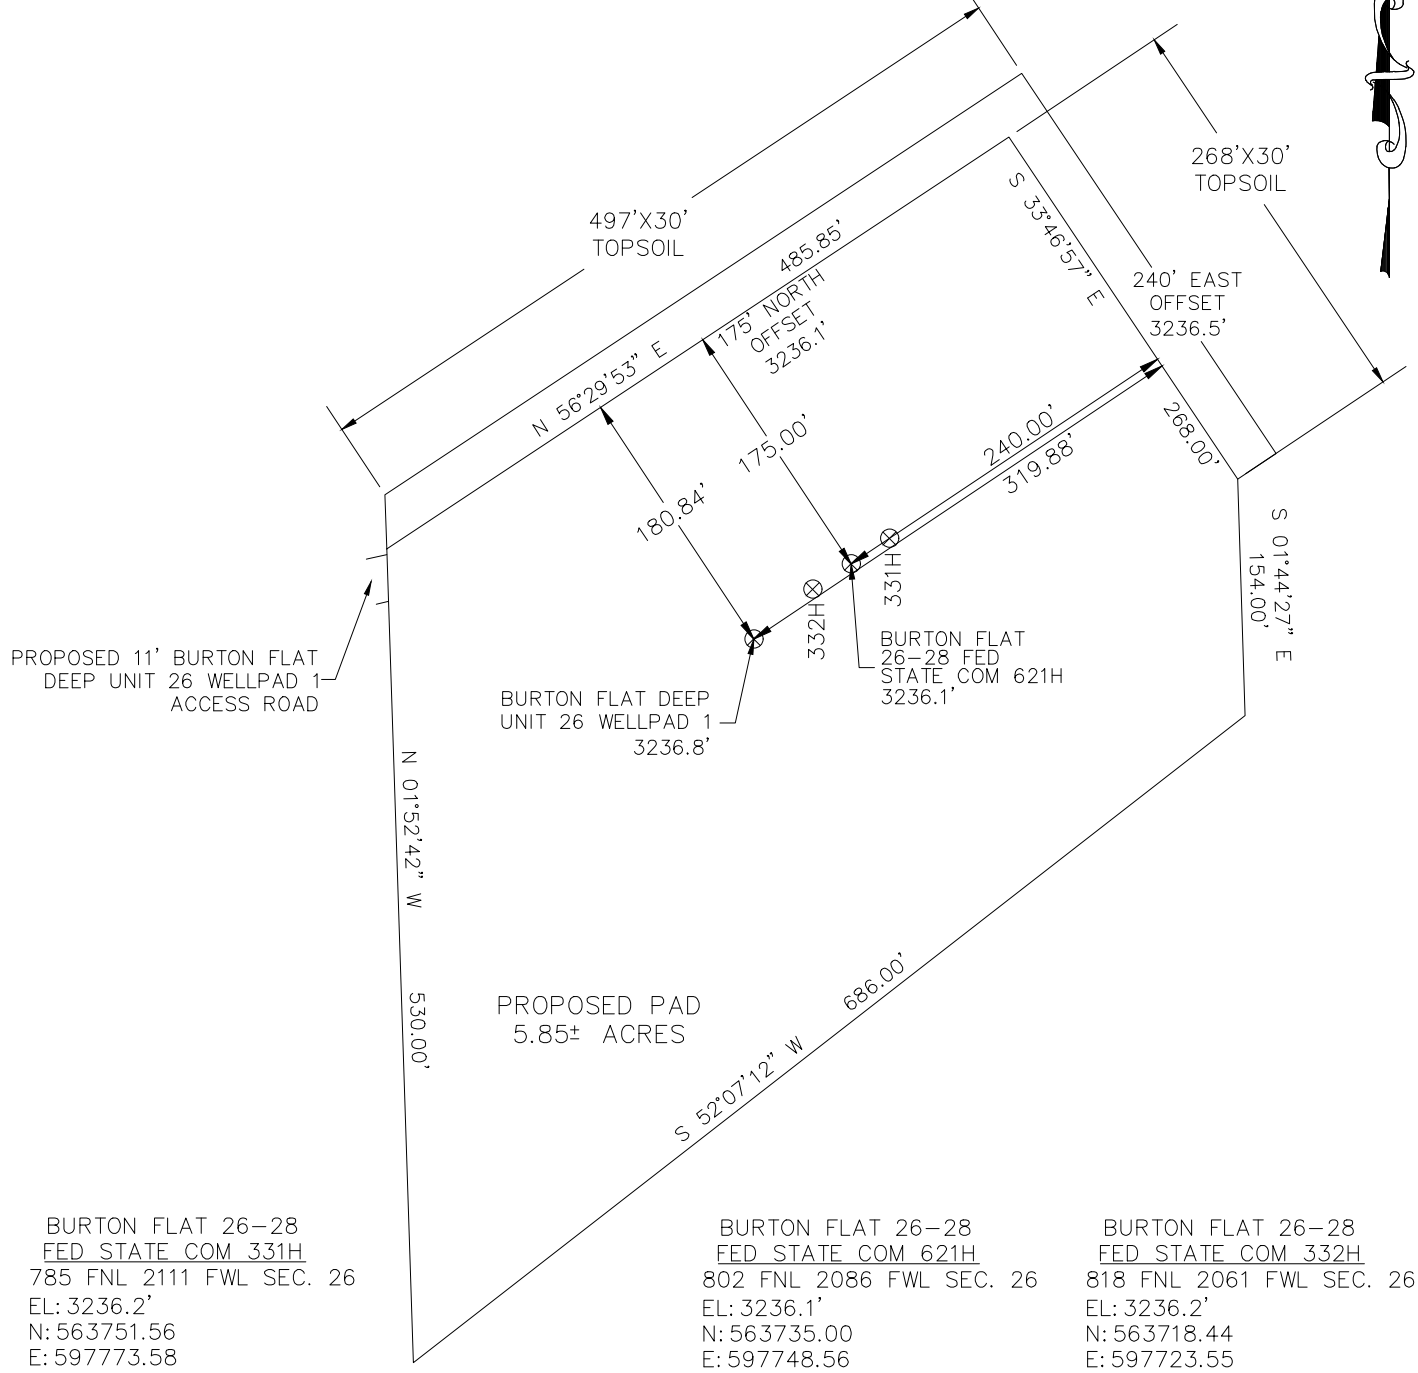 497'X30'
TOPSOIL
268'X30'
TOPSOIL
485.85'
N 56°29'53" E
175' NORTH
OFFSET
3236.1'
S 33°46'57" E
268.00'
240' EAST
OFFSET
3236.5'
175.00'
180.84'
240.00'
319.88'
331H
332H
S 01°44'27" E
154.00'
PROPOSED 11' BURTON FLAT
DEEP UNIT 26 WELLPAD 1
ACCESS ROAD
BURTON FLAT DEEP
UNIT 26 WELLPAD 1
3236.8'
BURTON FLAT
26-28 FED
STATE COM 621H
3236.1'
N 01°52'42" W
530.00'
PROPOSED PAD
5.85± ACRES
S 52°07'12" W
686.00'
BURTON FLAT 26-28
FED STATE COM 331H
785 FNL 2111 FWL SEC. 26
EL: 3236.2'
N: 563751.56
E: 597773.58
BURTON FLAT 26-28
FED STATE COM 621H
802 FNL 2086 FWL SEC. 26
EL: 3236.1'
N: 563735.00
E: 597748.56
BURTON FLAT 26-28
FED STATE COM 332H
818 FNL 2061 FWL SEC. 26
EL: 3236.2'
N: 563718.44
E: 597723.55